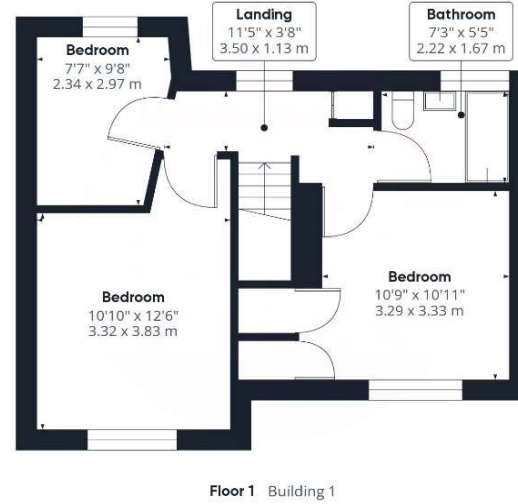 Bedroom
7'7" x 9'8"
2.34 x 2.97 m
Landing
11'5" x 3'8"
3.50 x 1.13 m
Bathroom
7'3" x 5'5"
2.22 x 1.67 m
Bedroom
10'10" x 12'6"
3.32 x 3.83 m
Bedroom
10'9" x 10'11"
3.29 x 3.33 m
Floor 1 Building 1